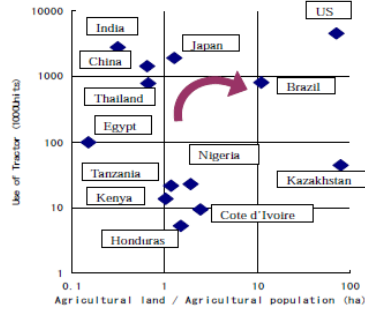 10000
1000
100
10
1
Use of Tractor (1000Units)
India
China
Thailand
Egypt
Tanzania
Kenya
Honduras
Japan
Nigeria
Cote d'Ivoire
US
Brazil
Kazakhstan
0.1 1 10 100
Agricultural land / Agricultural population (ha)